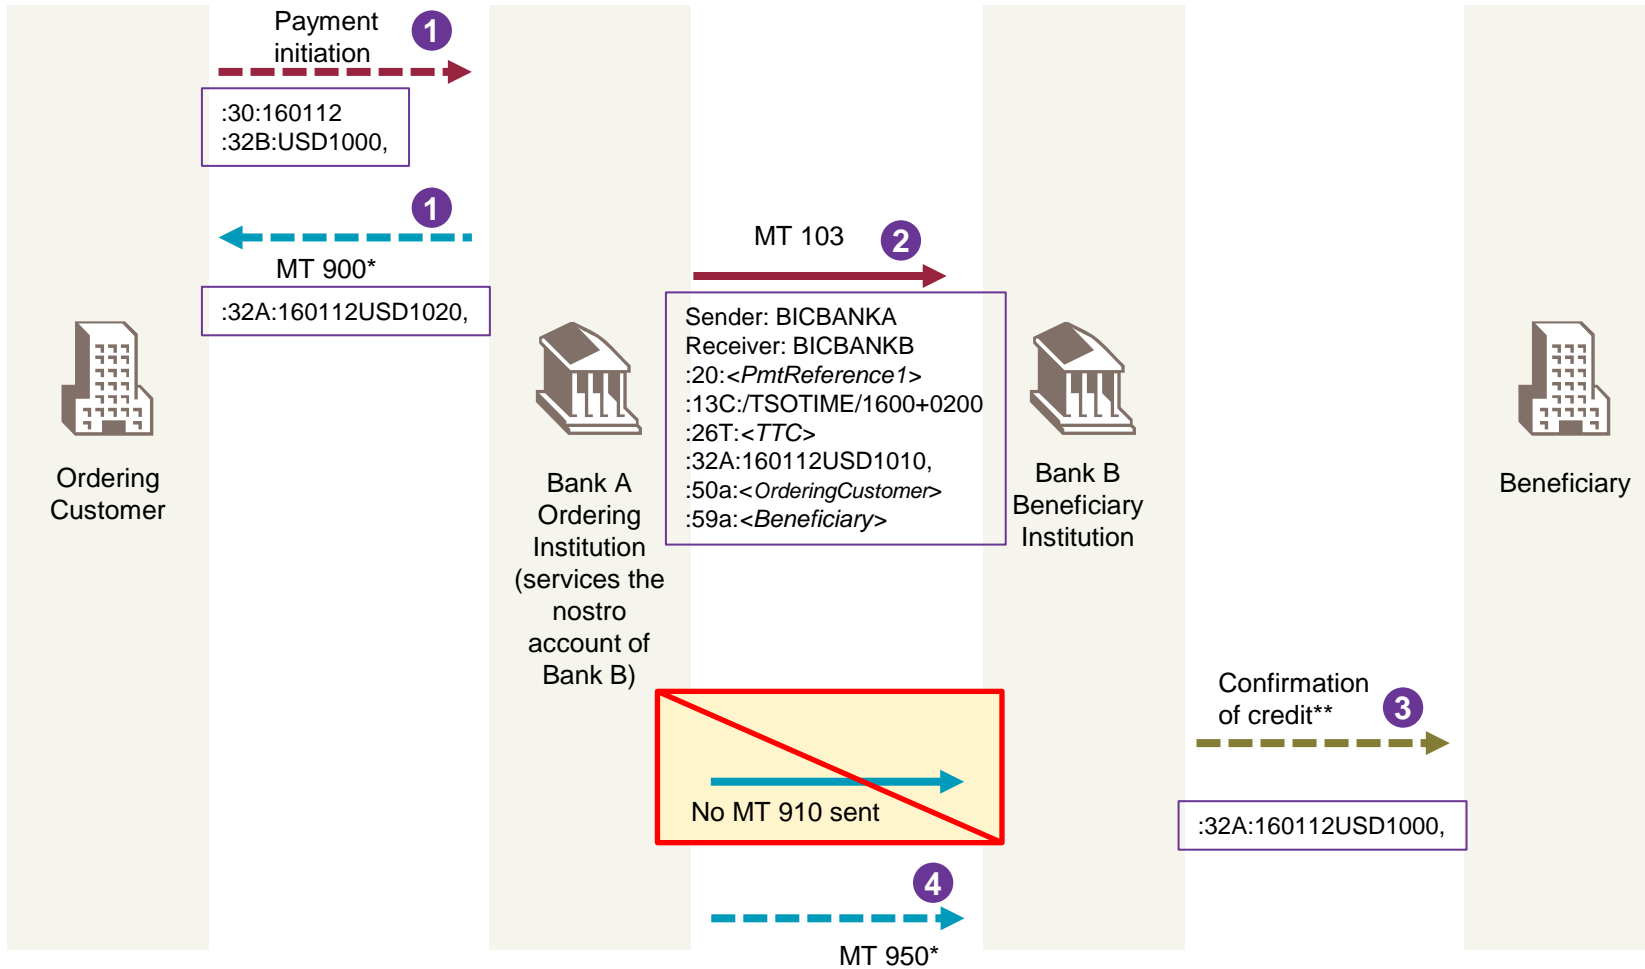 Payment
initiation
1
:30:160112
:32B:USD1000,
1
MT 900*
:32A:160112USD1020,
MT 103
2
Sender: BICBANKA
Receiver: BICBANKB
:20:<PmtReference1>
:13C:/TSOTIME/1600+0200
:26T:<TTC>
:32A:160112USD1010,
:50a:<OrderingCustomer>
:59a:<Beneficiary>
Ordering
Customer
Bank A
Ordering
Institution
(services the
nostro
account of
Bank B)
Bank B
Beneficiary
Institution
Beneficiary
No MT 910 sent
Confirmation
of credit**
3
:32A:160112USD1000,
4
MT 950*